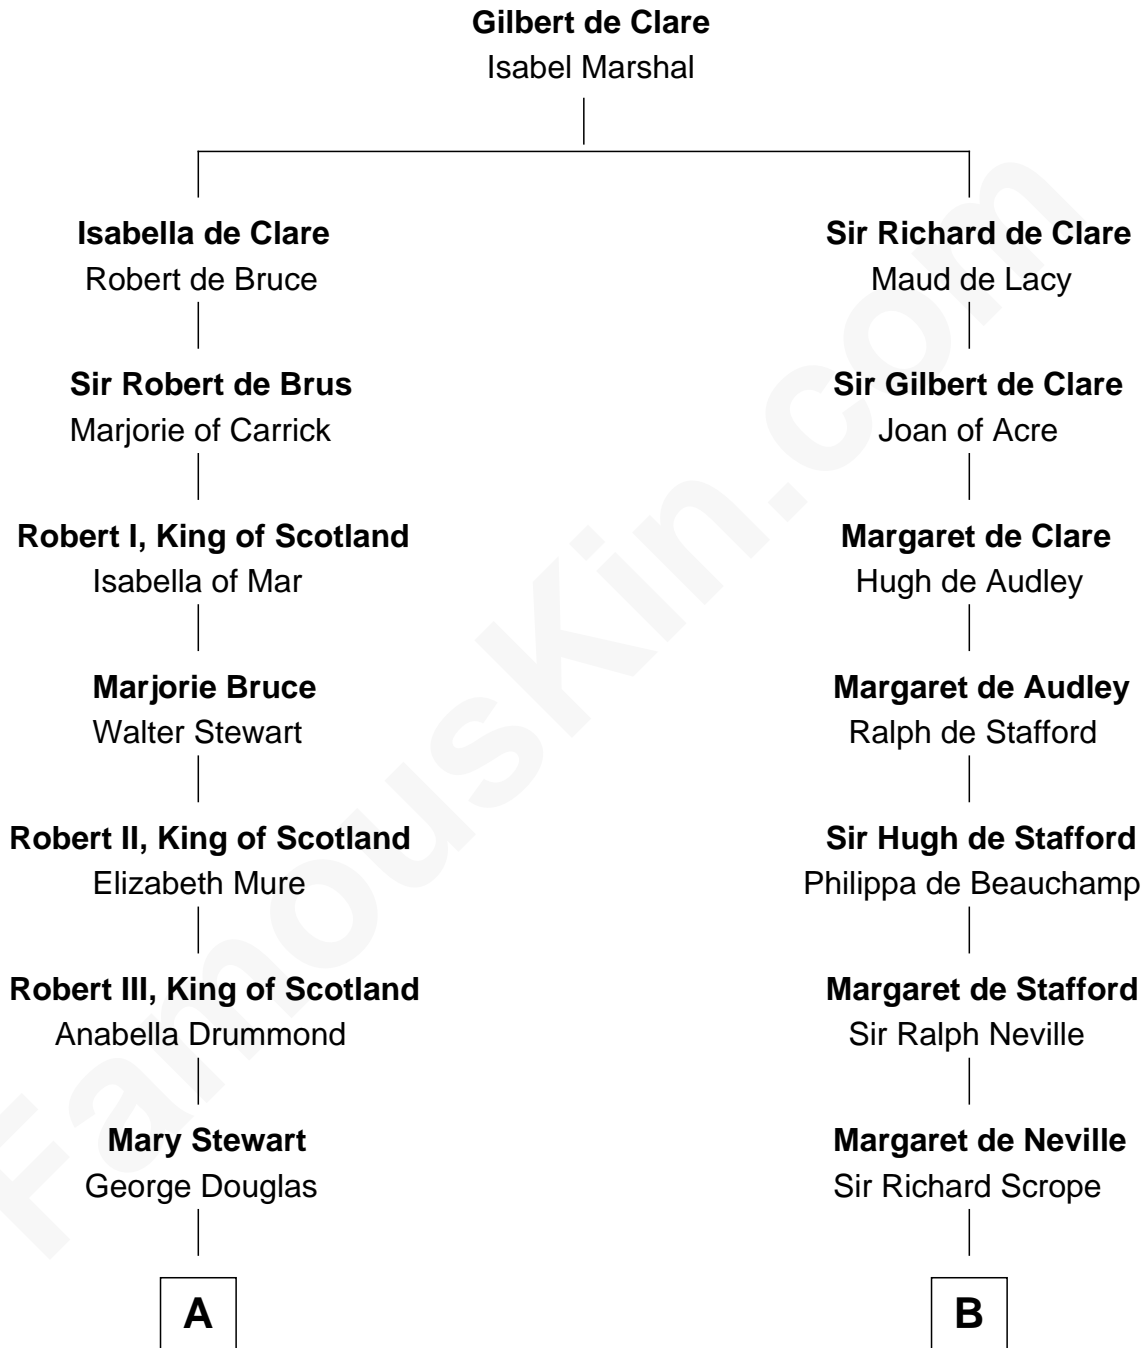 Gilbert de Clare
Isabel Marshal
Isabella de Clare
Robert de Bruce
Sir Robert de Brus
Marjorie of Carrick
Robert I, King of Scotland
Isabella of Mar
Marjorie Bruce
Walter Stewart
Robert II, King of Scotland
Elizabeth Mure
Robert III, King of Scotland
Anabella Drummond
Mary Stewart
George Douglas
A
Sir Richard de Clare
Maud de Lacy
Sir Gilbert de Clare
Joan of Acre
Margaret de Clare
Hugh de Audley
Margaret de Audley
Ralph de Stafford
Sir Hugh de Stafford
Philippa de Beauchamp
Margaret de Stafford
Sir Ralph Neville
Margaret de Neville
Sir Richard Scrope
B
FamousKin.com